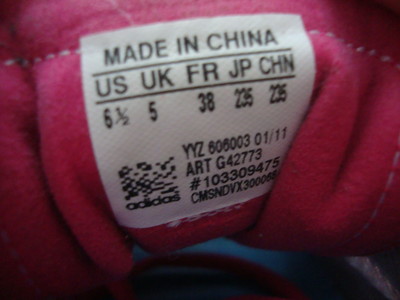 MADE IN CHINA
US UK FR JP CHN
6½ 5 38 235 235
YYZ 606003 01/11
ART G42773
#103309475
CMSNDVX300068
adidas